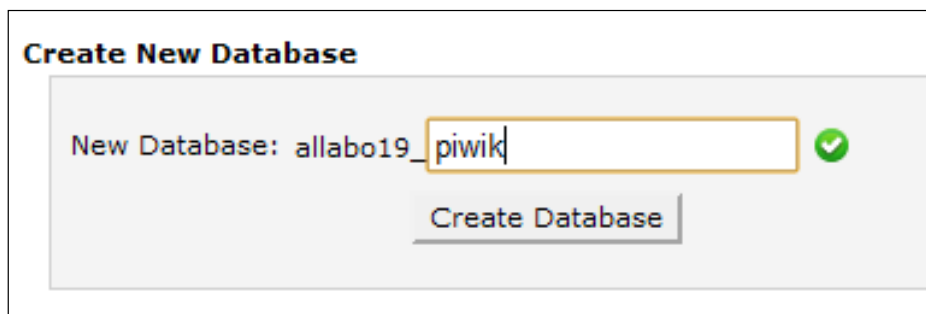 Create New Database
New Database: allabo19_ piwik
Create Database